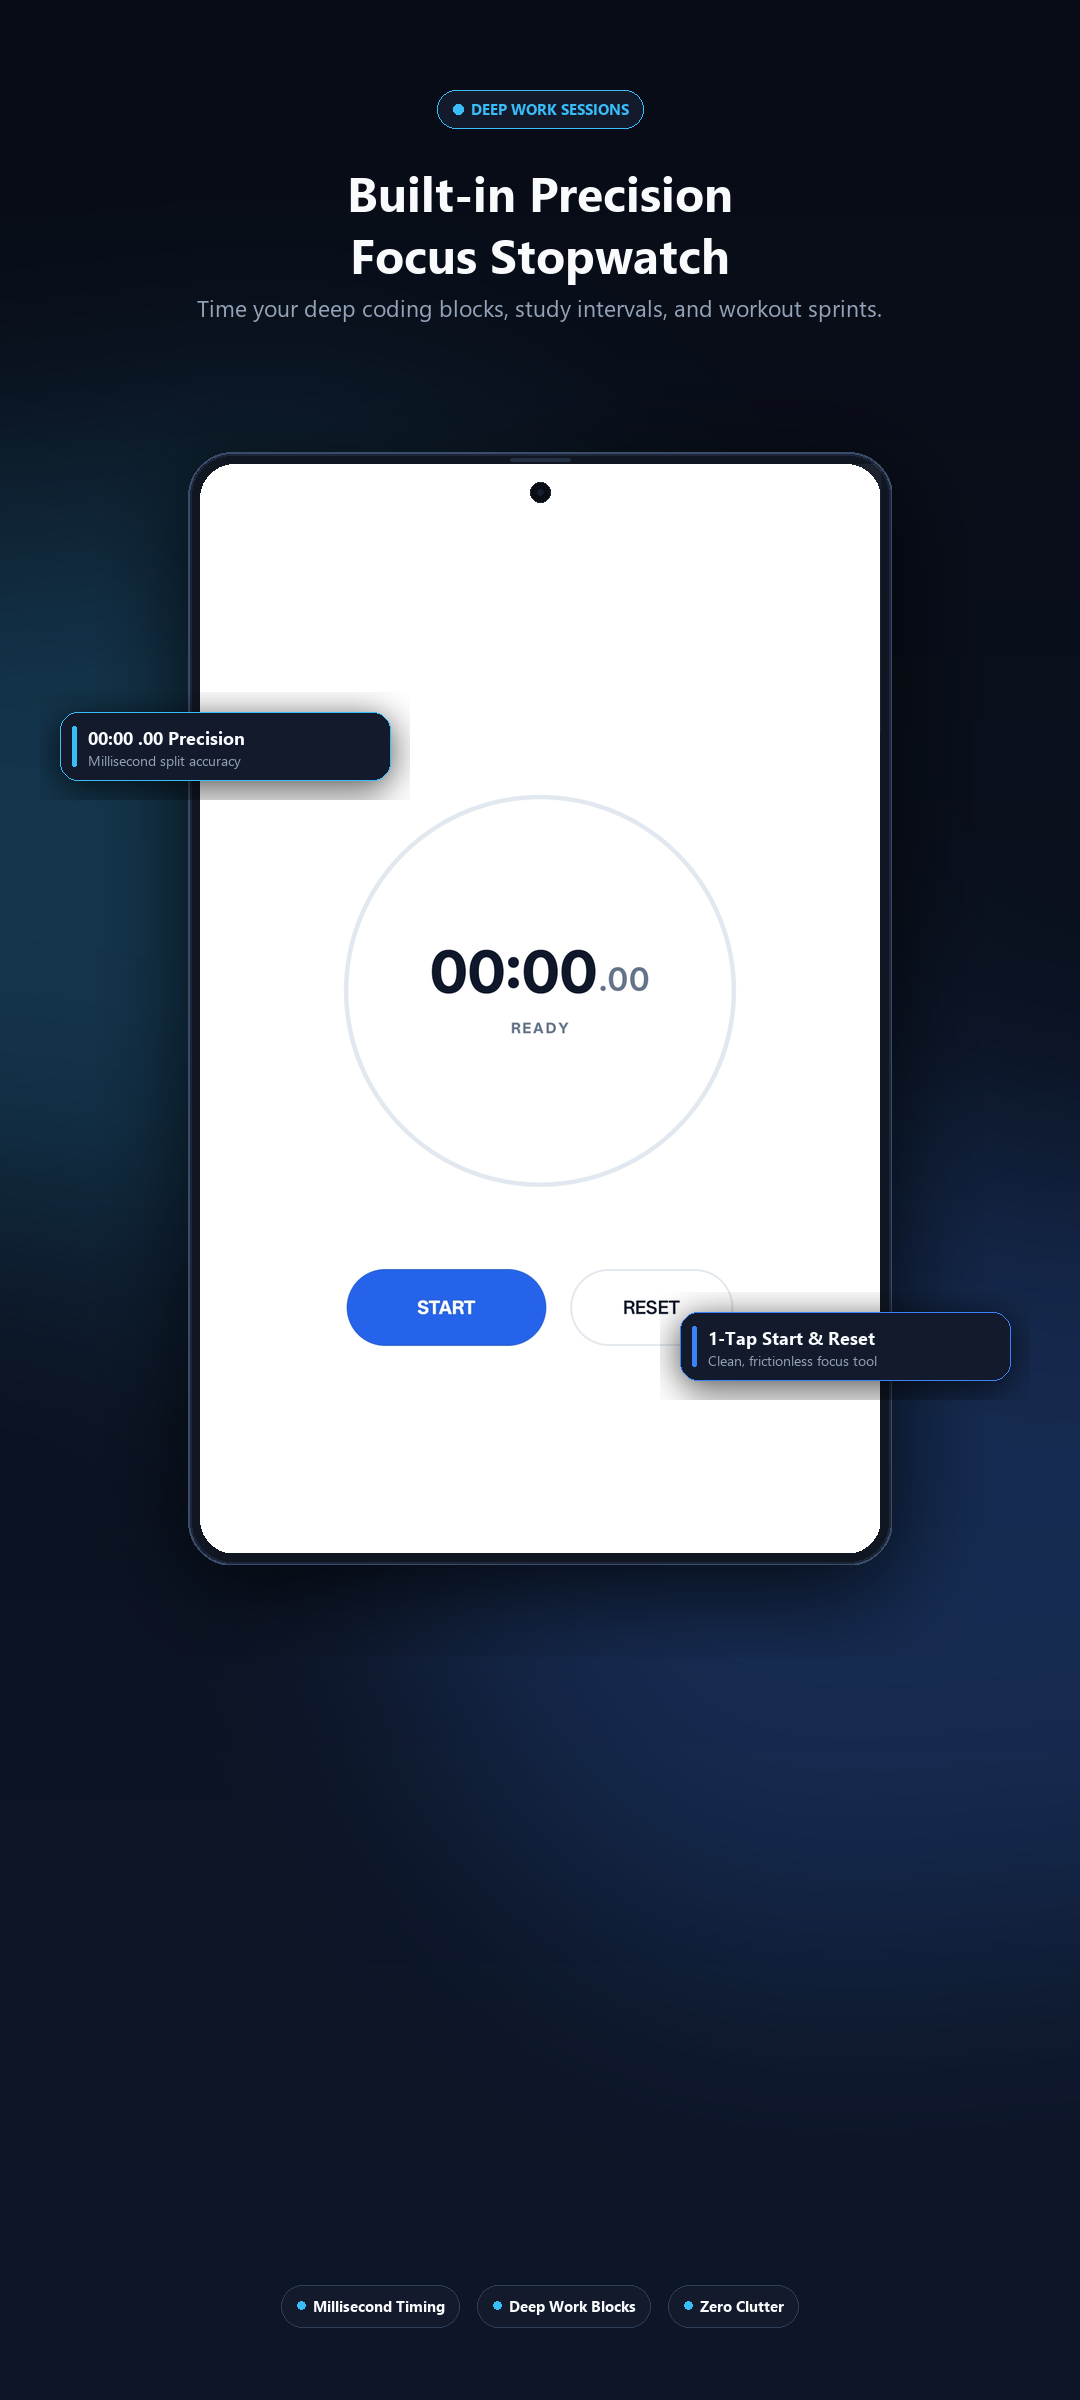 DEEP WORK SESSIONS
Built-in Precision
Focus Stopwatch
Time your deep coding blocks, study intervals, and workout sprints.
00:00 .00 Precision
Millisecond split accuracy
00:00.00
READY
START
RESET
1-Tap Start & Reset
Clean, frictionless focus tool
Millisecond Timing
Deep Work Blocks
Zero Clutter